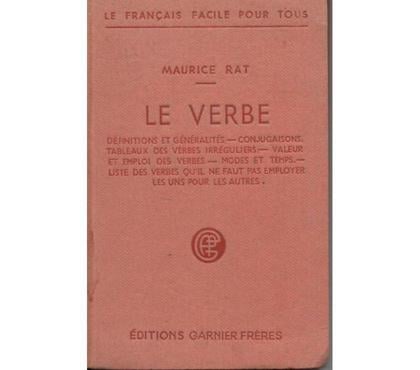 LE FRANÇAIS FACILE POUR TOUS
MAURICE RAT
LE VERBE
DÉFINITIONS ET GÉNÉRALITÉS. — CONJUGAISONS.
TABLEAUX DES VERBES IRRÉGULIERS. — VALEUR
ET EMPLOI DES VERBES — MODES ET TEMPS. —
LISTE DES VERBES QU'IL NE FAUT PAS EMPLOYER
LES UNS POUR LES AUTRES.
ÉDITIONS GARNIER FRÈRES